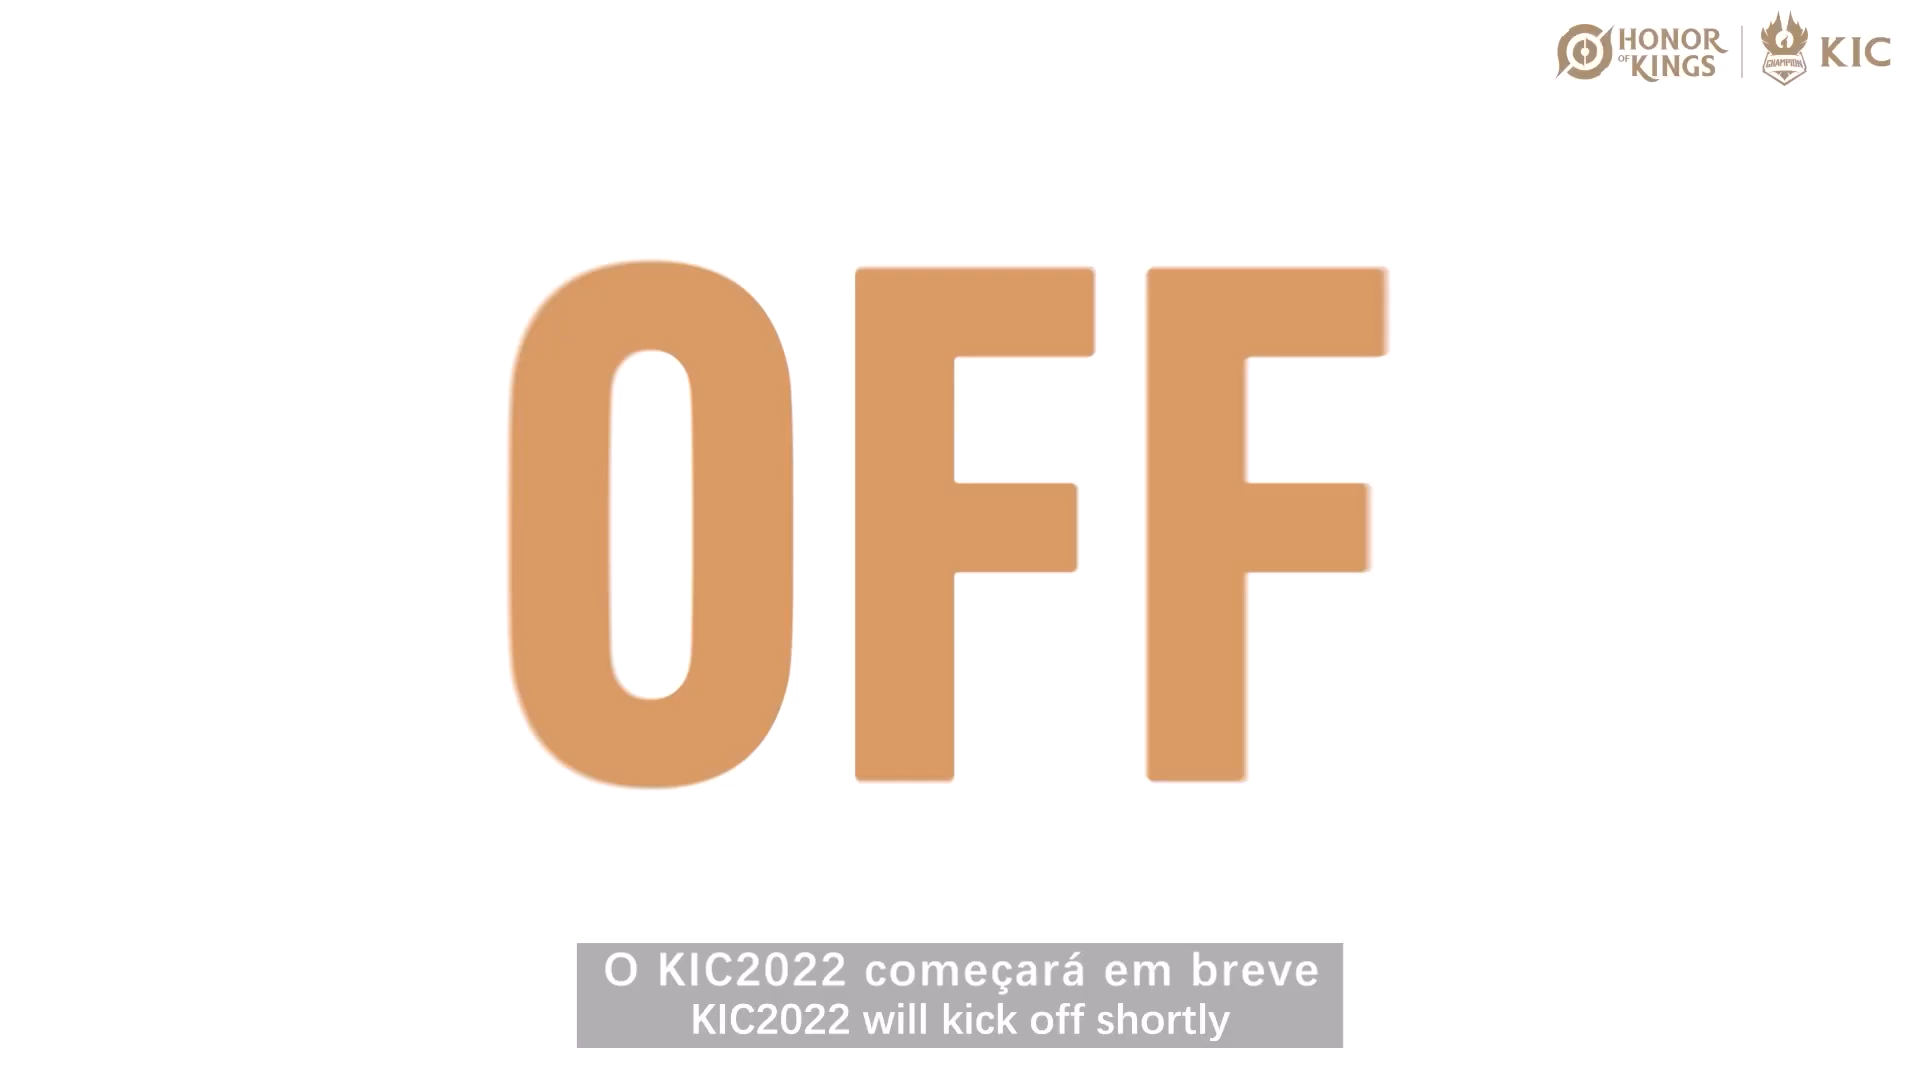 HONOR
OF KINGS
CHAMPION
KIC
OFF
O KIC2022 começará em breve
KIC2022 will kick off shortly